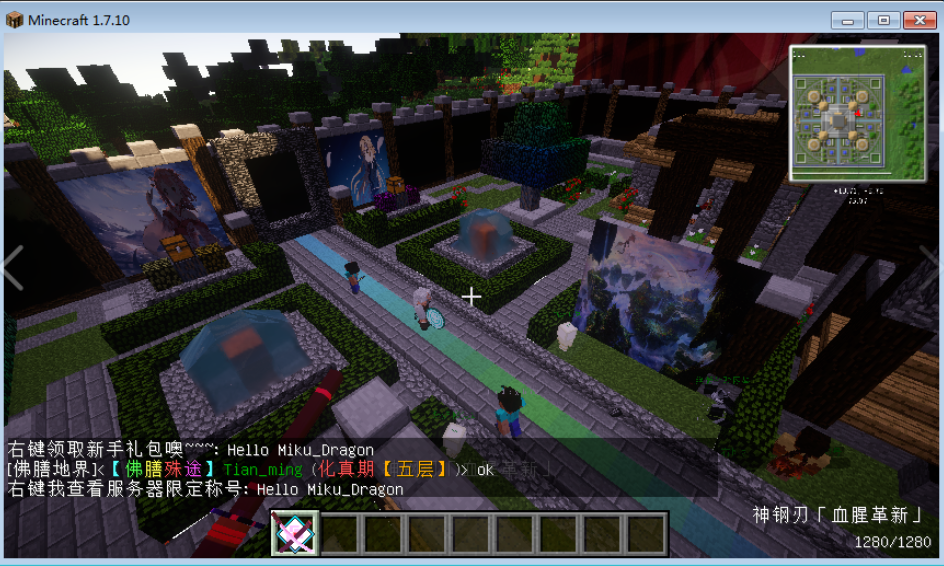 Minecraft 1.7.10
右键领取新手礼包噢~~~: Hello Miku_Dragon
[佛膳地界]<【佛膳殊途】Tian_ming (化真期【五层】)> ok
右键我查看服务器限定称号: Hello Miku_Dragon
神钢刃「血腥革新」
1280/1280